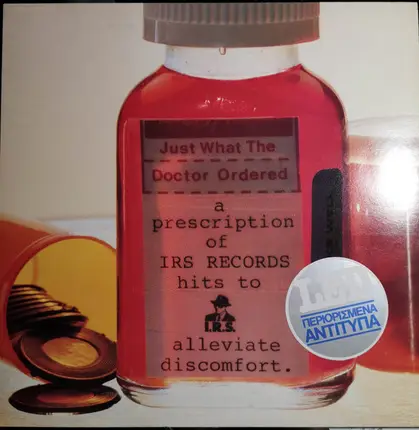 Just What The
Doctor Ordered
a
prescription
of
IRS RECORDS
hits to
I.R.S.
alleviate
discomfort.
ΠΕΡΙΟΡΙΣΜΕΝΑ
ΑΝΤΙΤΥΠΑ